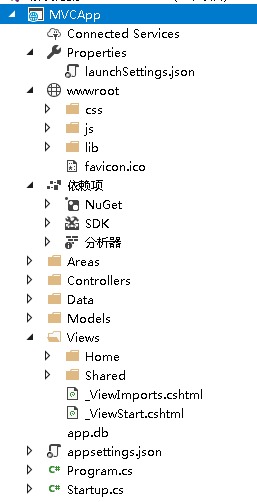 MVCApp
Connected Services
Properties
launchSettings.json
wwwroot
css
js
lib
favicon.ico
依赖项
NuGet
SDK
分析器
Areas
Controllers
Data
Models
Views
Home
Shared
_ViewImports.cshtml
_ViewStart.cshtml
app.db
appsettings.json
C# Program.cs
C# Startup.cs